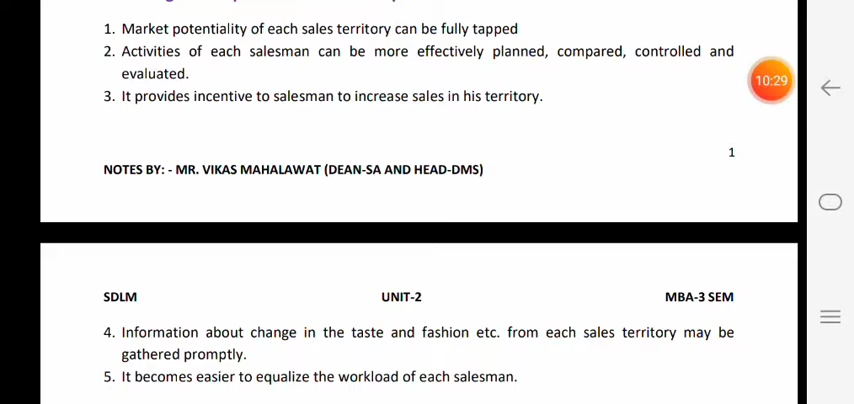 1. Market potentiality of each sales territory can be fully tapped
2. Activities of each salesman can be more effectively planned, compared, controlled and
evaluated.
3. It provides incentive to salesman to increase sales in his territory.
10:29
1
NOTES BY: - MR. VIKAS MAHALAWAT (DEAN-SA AND HEAD-DMS)
SDLM UNIT-2 MBA-3 SEM
4. Information about change in the taste and fashion etc. from each sales territory may be
gathered promptly.
5. It becomes easier to equalize the workload of each salesman.